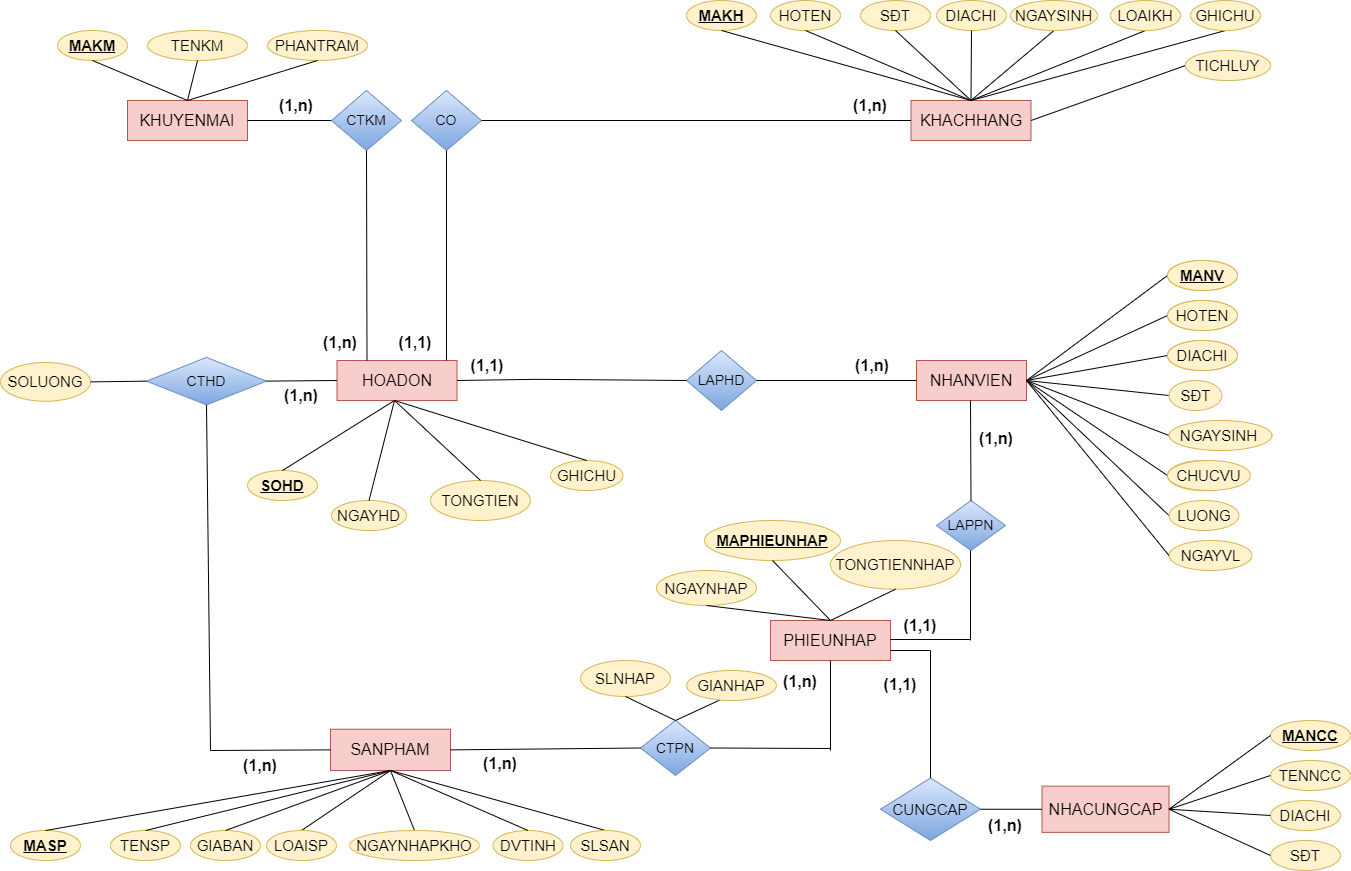 MAKH
HOTEN
SĐT
DIACHI
NGAYSINH
LOAIKH
GHICHU
MAKM
TENKM
PHANTRAM
TICHLUY
(1,n)
(1,n)
KHUYENMAI
CTKM
CO
KHACHHANG
MANV
HOTEN
(1,n)
(1,1)
DIACHI
(1,1)
(1,n)
SOLUONG
CTHD
HOADON
LAPHD
NHANVIEN
(1,n)
SĐT
(1,n)
NGAYSINH
GHICHU
CHUCVU
SOHD
TONGTIEN
NGAYHD
LUONG
LAPPN
MAPHIEUNHAP
NGAYVL
TONGTIENNHAP
NGAYNHAP
(1,1)
PHIEUNHAP
SLNHAP
GIANHAP
(1,n)
(1,1)
MANCC
SANPHAM
CTPN
(1,n)
(1,n)
TENNCC
CUNGCAP
NHACUNGCAP
DIACHI
(1,n)
MASP
TENSP
GIABAN
LOAISP
NGAYNHAPKHO
DVTINH
SLSAN
SĐT